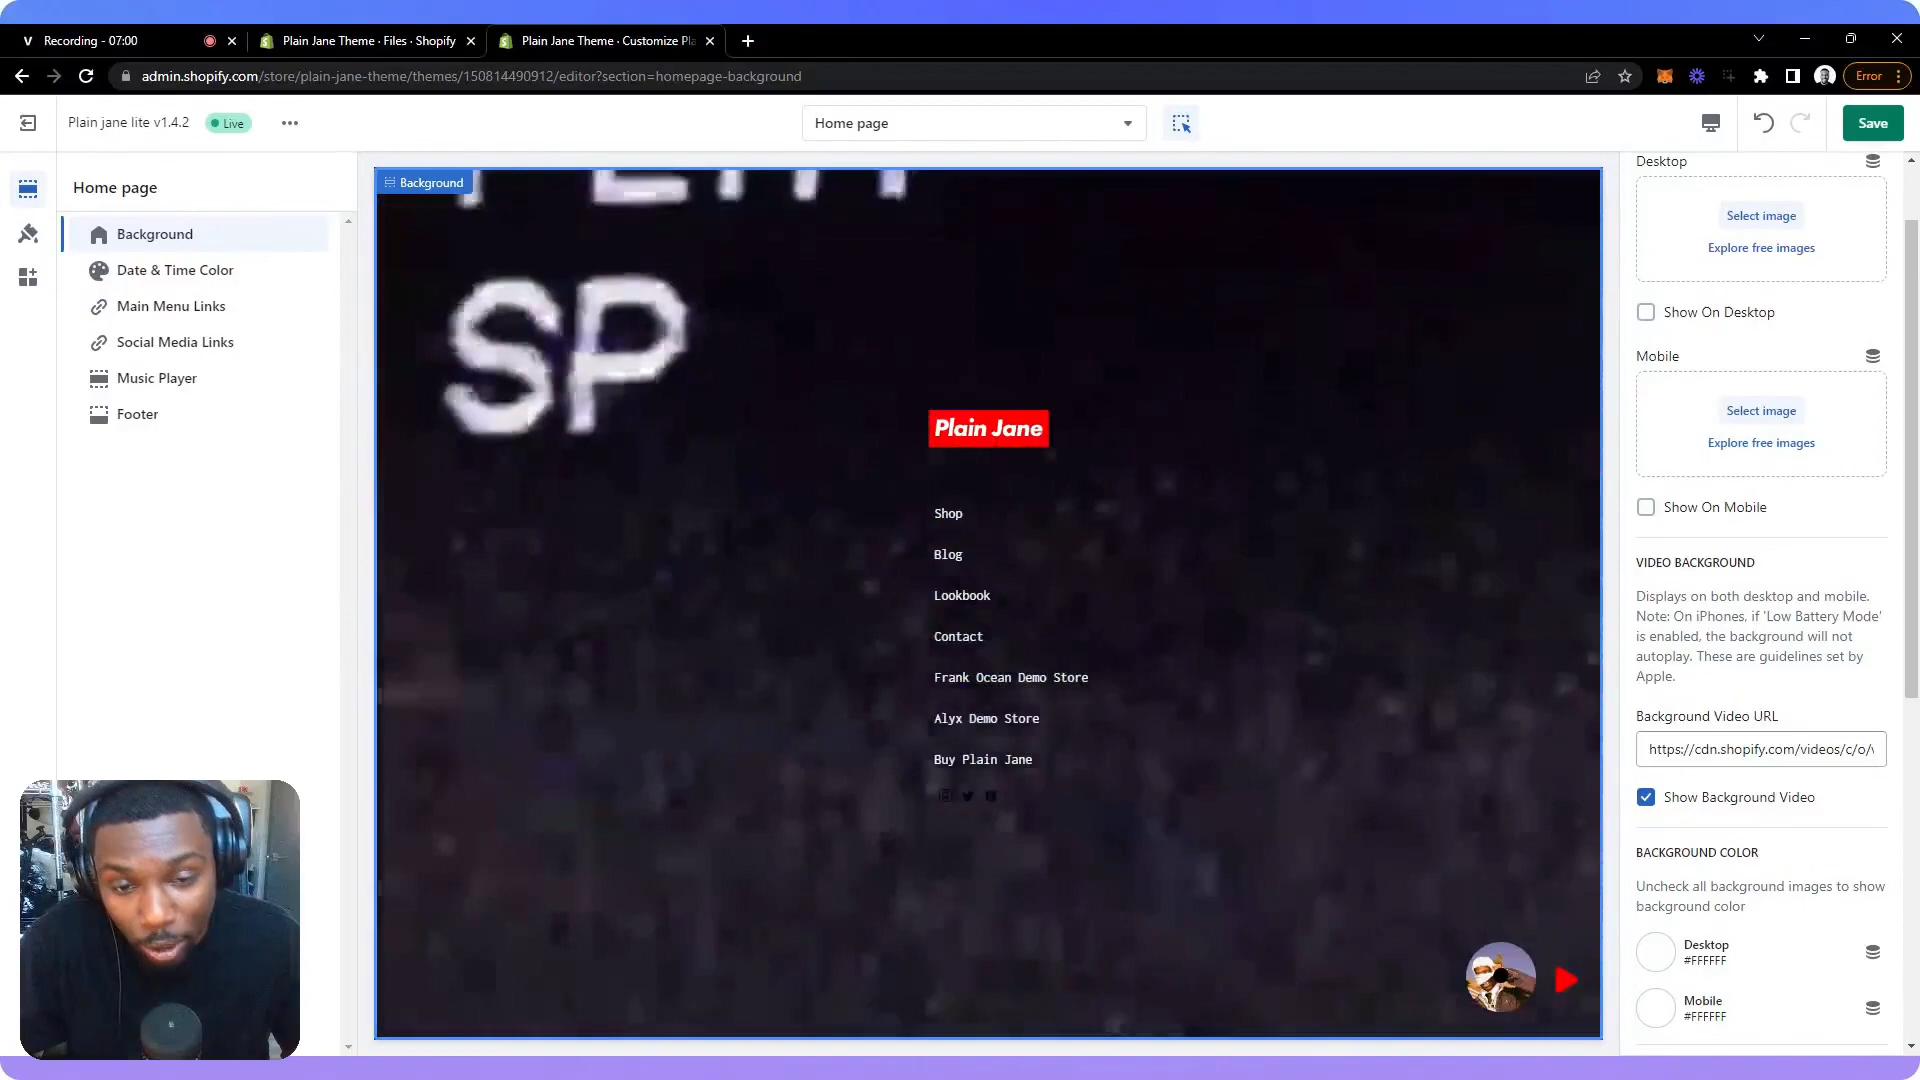 Recording - 07:00
Plain Jane Theme · Files · Shopify
Plain Jane Theme · Customize Pla
admin.shopify.com/store/plain-jane-theme/themes/150814490912/editor?section=homepage-background
Error
Plain jane lite v1.4.2
Live
Home page
Save
Home page
Background
Date & Time Color
Main Menu Links
Social Media Links
Music Player
Footer
Background
SP
Plain Jane
Shop
Blog
Lookbook
Contact
Frank Ocean Demo Store
Alyx Demo Store
Buy Plain Jane
Desktop
Select image
Explore free images
Show On Desktop
Mobile
Select image
Explore free images
Show On Mobile
VIDEO BACKGROUND
Displays on both desktop and mobile.
Note: On iPhones, if 'Low Battery Mode'
is enabled, the background will not
autoplay. These are guidelines set by
Apple.
Background Video URL
https://cdn.shopify.com/videos/c/o/v
Show Background Video
BACKGROUND COLOR
Uncheck all background images to show
background color
Desktop
#FFFFFF
Mobile
#FFFFFF